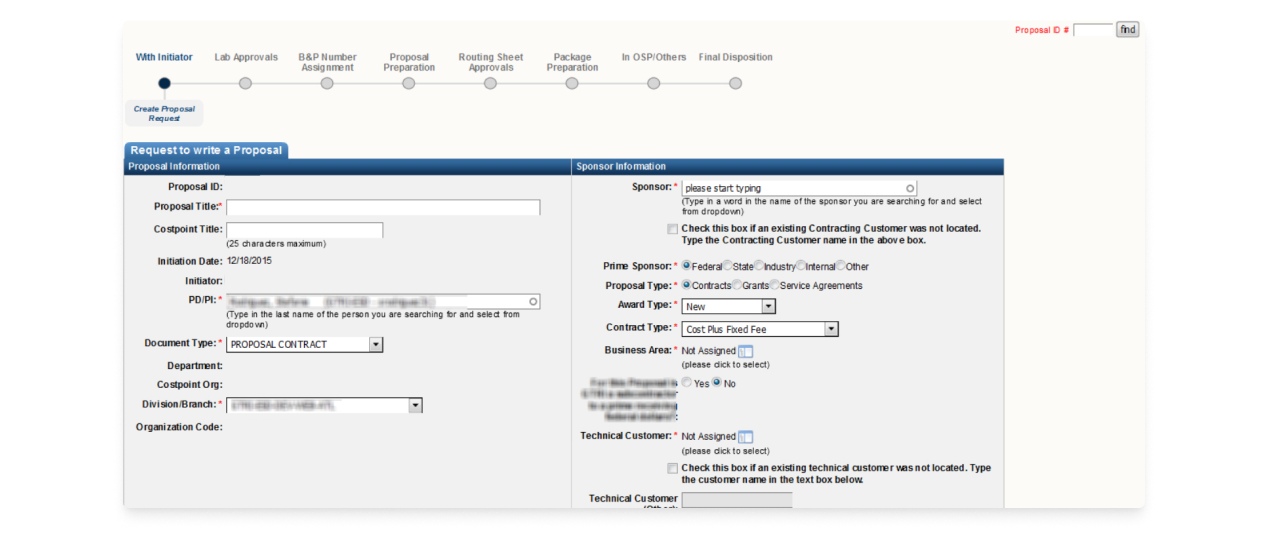 Proposal ID # find
With Initiator
Lab Approvals
B&P Number
Assignment
Proposal
Preparation
Routing Sheet
Approvals
Package
Preparation
In OSP/Others
Final Disposition
Create Proposal
Request
Request to write a Proposal
Proposal Information
Proposal ID:
Proposal Title:*
Costpoint Title:
(25 characters maximum)
Initiation Date: 12/18/2015
Initiator:
PD/PI:*
(Type in the last name of the person you are searching for and select from
dropdown)
Document Type:* PROPOSAL CONTRACT
Department:
Costpoint Org:
Division/Branch:*
Organization Code:
Sponsor Information
Sponsor:* please start typing
(Type in a word in the name of the sponsor you are searching for and select
from dropdown)
Check this box if an existing Contracting Customer was not located.
Type the Contracting Customer name in the above box.
Prime Sponsor:* Federal State Industry Internal Other
Proposal Type:* Contracts Grants Service Agreements
Award Type:* New
Contract Type:* Cost Plus Fixed Fee
Business Area:* Not Assigned
(please click to select)
Yes No
Technical Customer:* Not Assigned
(please click to select)
Check this box if an existing technical customer was not located. Type
the customer name in the text box below.
Technical Customer